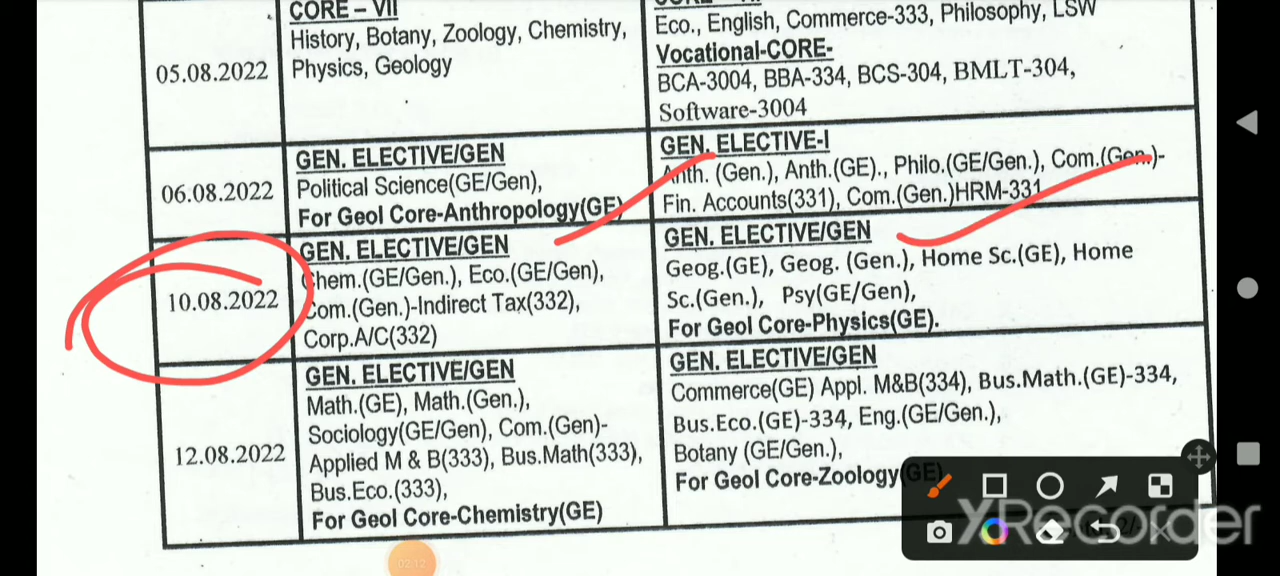 CORE – VII
History, Botany, Zoology, Chemistry,
Physics, Geology
Eco., English, Commerce-333, Philosophy, LSW
Vocational-CORE-
BCA-3004, BBA-334, BCS-304, BMLT-304,
Software-3004
05.08.2022
06.08.2022
GEN. ELECTIVE/GEN
Political Science(GE/Gen),
For Geol Core-Anthropology(GE)
GEN. ELECTIVE-I
Anth. (Gen.), Anth.(GE)., Philo.(GE/Gen.), Com.(Gen.)-
Fin. Accounts(331), Com.(Gen.)HRM-331
10.08.2022
GEN. ELECTIVE/GEN
Chem.(GE/Gen.), Eco.(GE/Gen),
Com.(Gen.)-Indirect Tax(332),
Corp.A/C(332)
GEN. ELECTIVE/GEN
Geog.(GE), Geog. (Gen.), Home Sc.(GE), Home
Sc.(Gen.), Psy(GE/Gen),
For Geol Core-Physics(GE).
12.08.2022
GEN. ELECTIVE/GEN
Math.(GE), Math.(Gen.),
Sociology(GE/Gen), Com.(Gen)-
Applied M & B(333), Bus.Math(333),
Bus.Eco.(333),
For Geol Core-Chemistry(GE)
GEN. ELECTIVE/GEN
Commerce(GE) Appl. M&B(334), Bus.Math.(GE)-334,
Bus.Eco.(GE)-334, Eng.(GE/Gen.),
Botany (GE/Gen.),
For Geol Core-Zoology(GE)
02:12
XRecorder